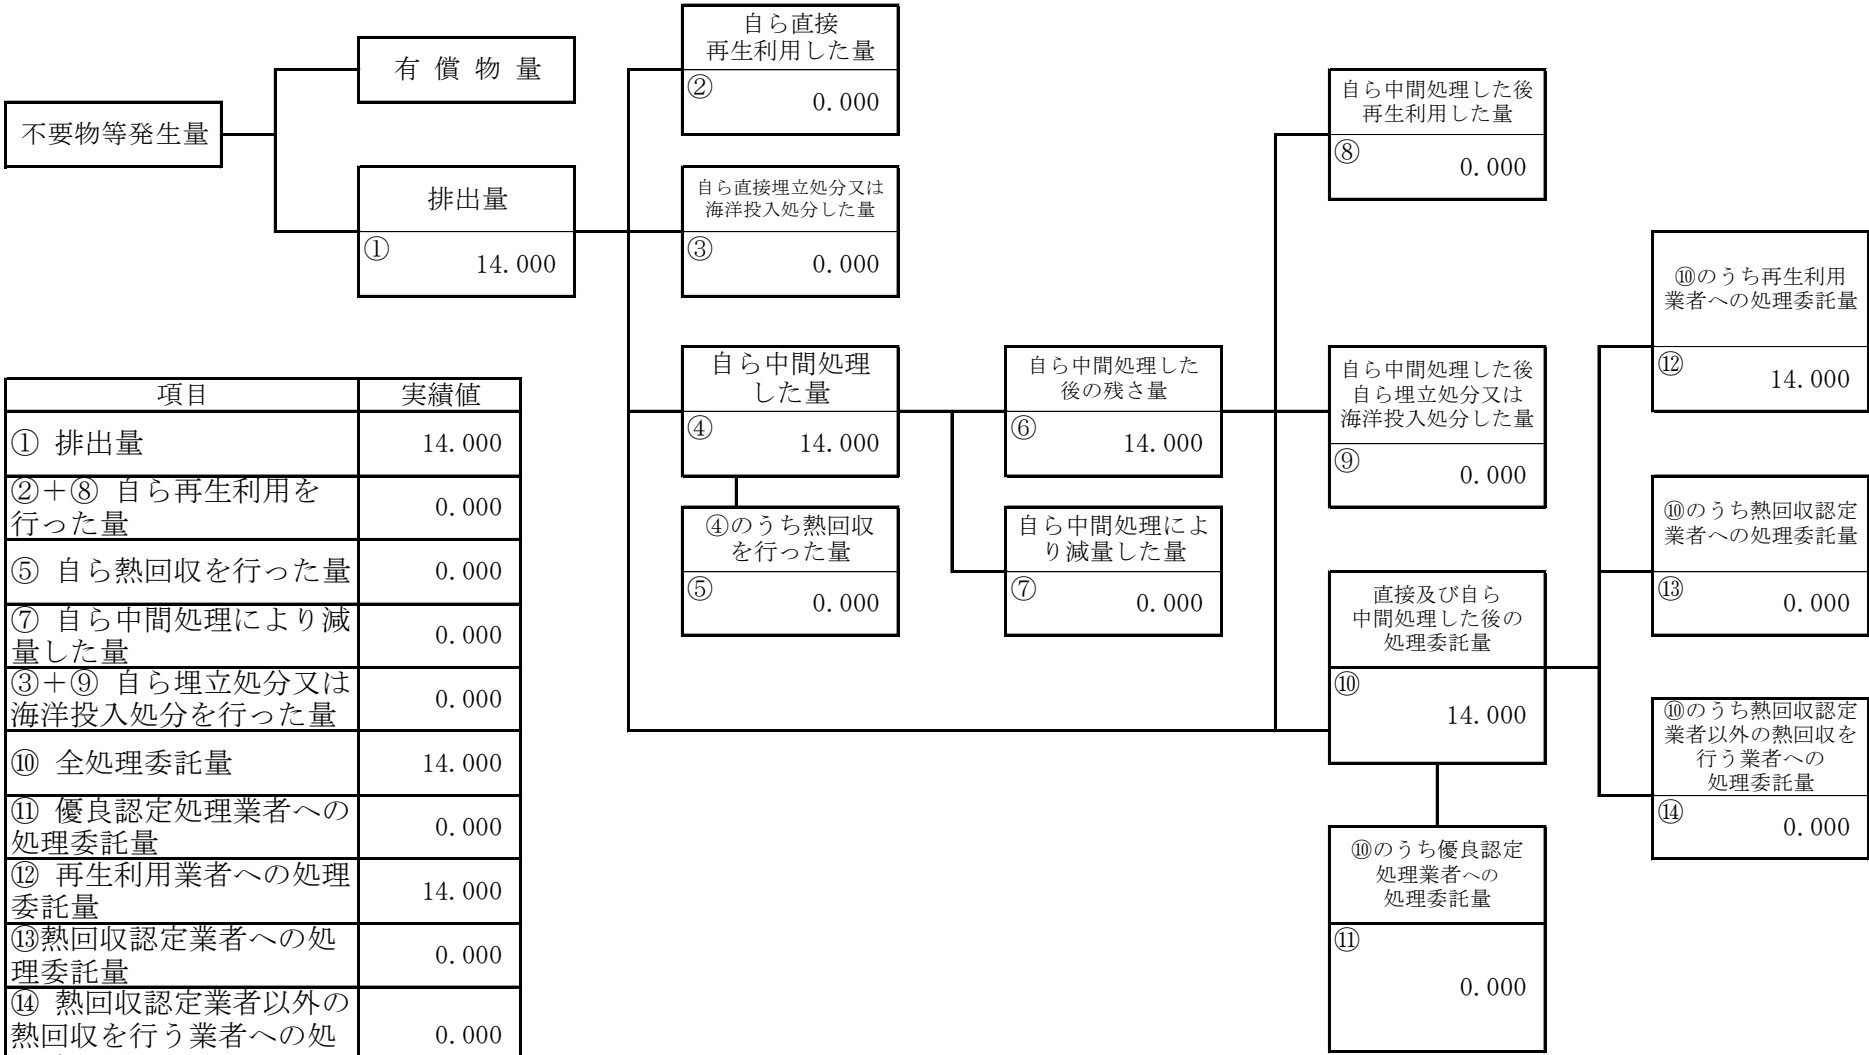 不要物等発生量
有 償 物 量
排出量
①
14.000
自ら直接
再生利用した量
②
0.000
自ら直接埋立処分又は
海洋投入処分した量
③
0.000
自ら中間処理
した量
④
14.000
④のうち熱回収
を行った量
⑤
0.000
自ら中間処理した
後の残さ量
⑥
14.000
自ら中間処理によ
り減量した量
⑦
0.000
自ら中間処理した後
再生利用した量
⑧
0.000
自ら中間処理した後
自ら埋立処分又は
海洋投入処分した量
⑨
0.000
直接及び自ら
中間処理した後の
処理委託量
⑩
14.000
⑩のうち優良認定
処理業者への
処理委託量
⑪
0.000
⑩のうち再生利用
業者への処理委託量
⑫
14.000
⑩のうち熱回収認定
業者への処理委託量
⑬
0.000
⑩のうち熱回収認定
業者以外の熱回収を
行う業者への
処理委託量
⑭
0.000
項目 実績値
① 排出量 14.000
②＋⑧ 自ら再生利用を
行った量 0.000
⑤ 自ら熱回収を行った量 0.000
⑦ 自ら中間処理により減
量した量 0.000
③＋⑨ 自ら埋立処分又は
海洋投入処分を行った量 0.000
⑩ 全処理委託量 14.000
⑪ 優良認定処理業者への
処理委託量 0.000
⑫ 再生利用業者への処理
委託量 14.000
⑬熱回収認定業者への処
理委託量 0.000
⑭ 熱回収認定業者以外の
熱回収を行う業者への処 0.000